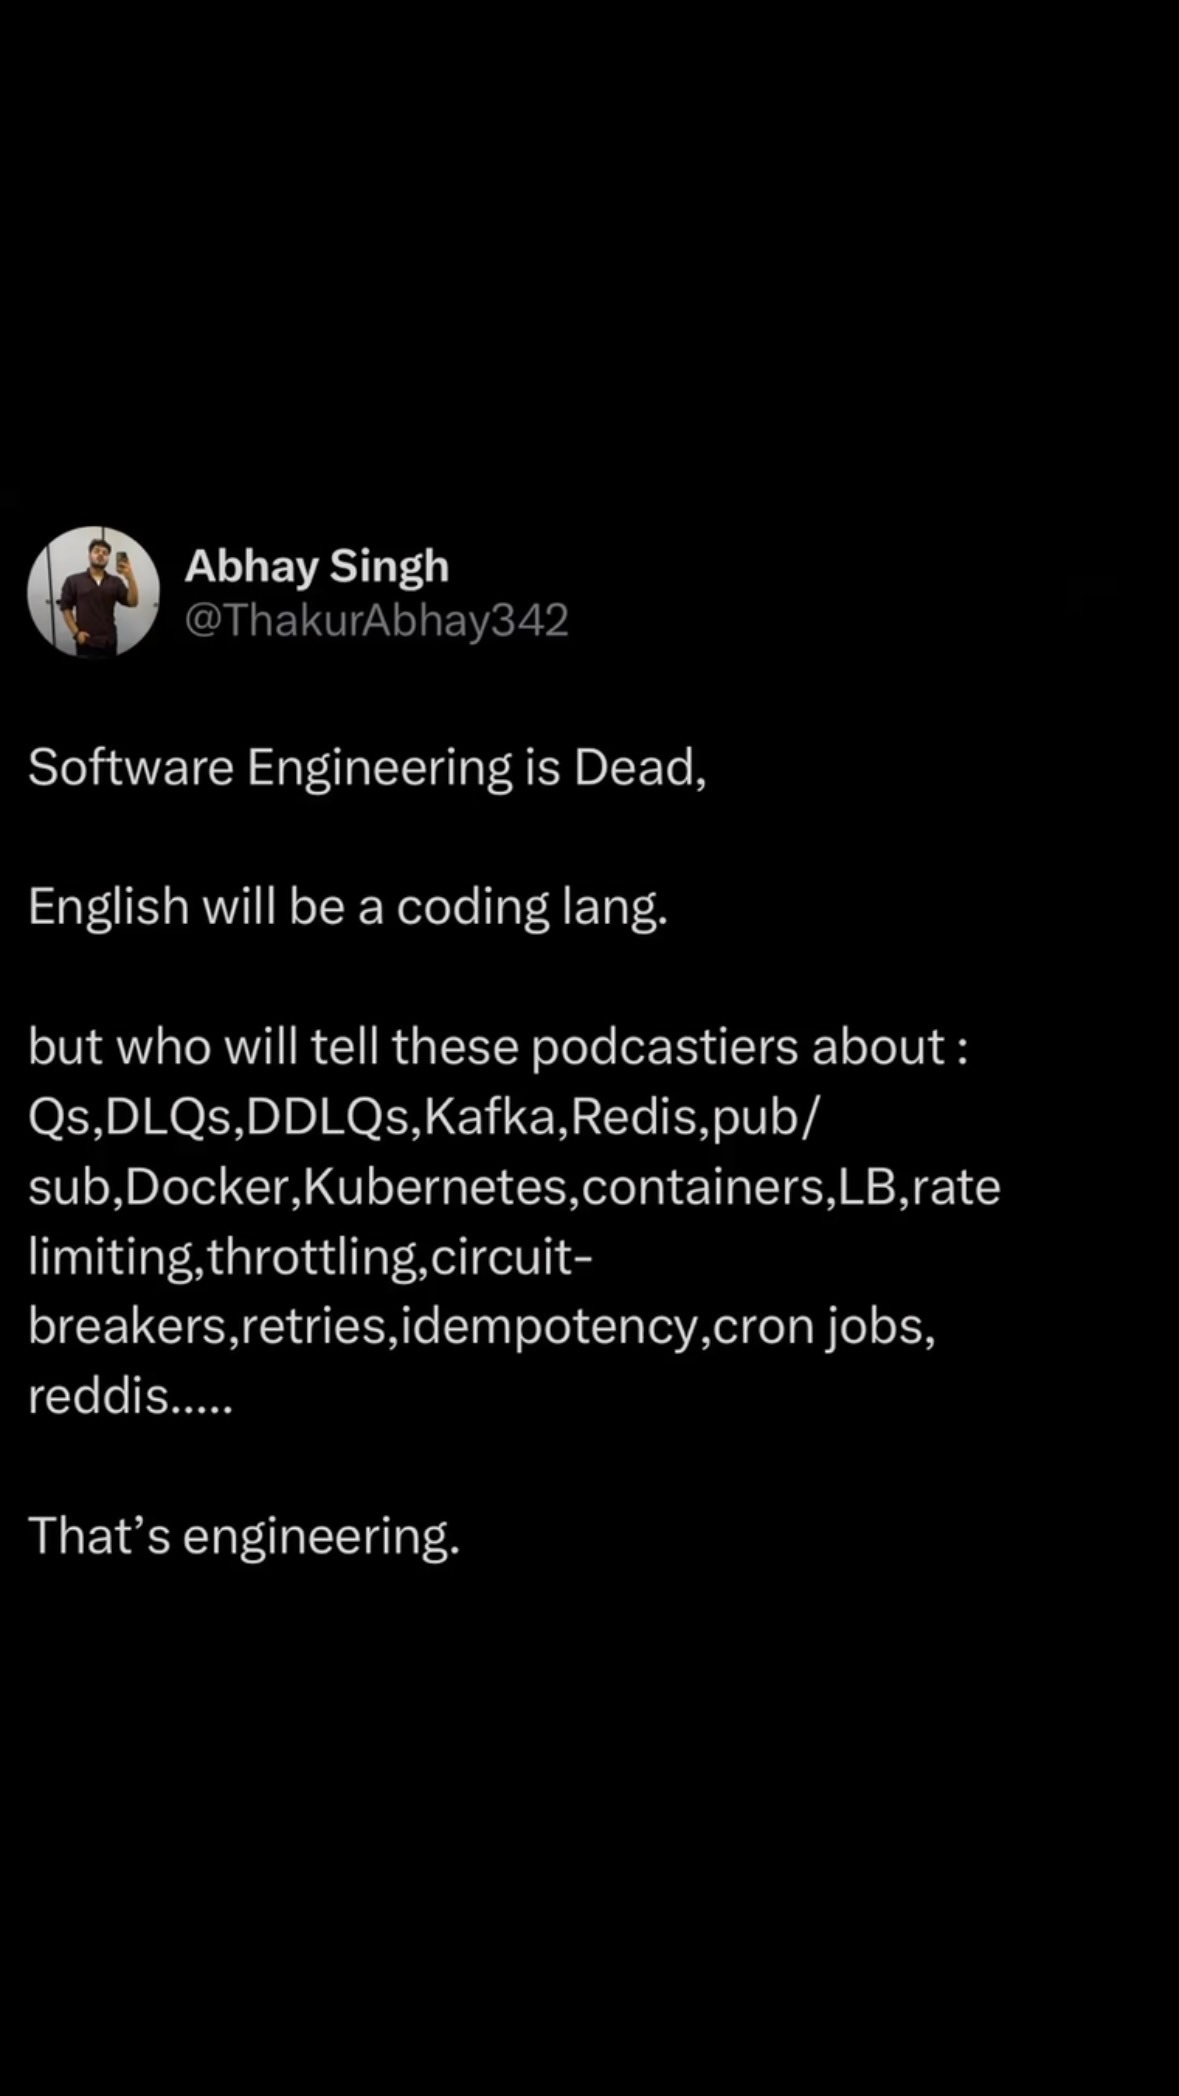 Abhay Singh
@ThakurAbhay342
Software Engineering is Dead,
English will be a coding lang.
but who will tell these podcastiers about :
Qs,DLQs,DDLQs,Kafka,Redis,pub/
sub,Docker,Kubernetes,containers,LB,rate
limiting,throttling,circuit-
breakers,retries,idempotency,cron jobs,
reddis.....
That’s engineering.